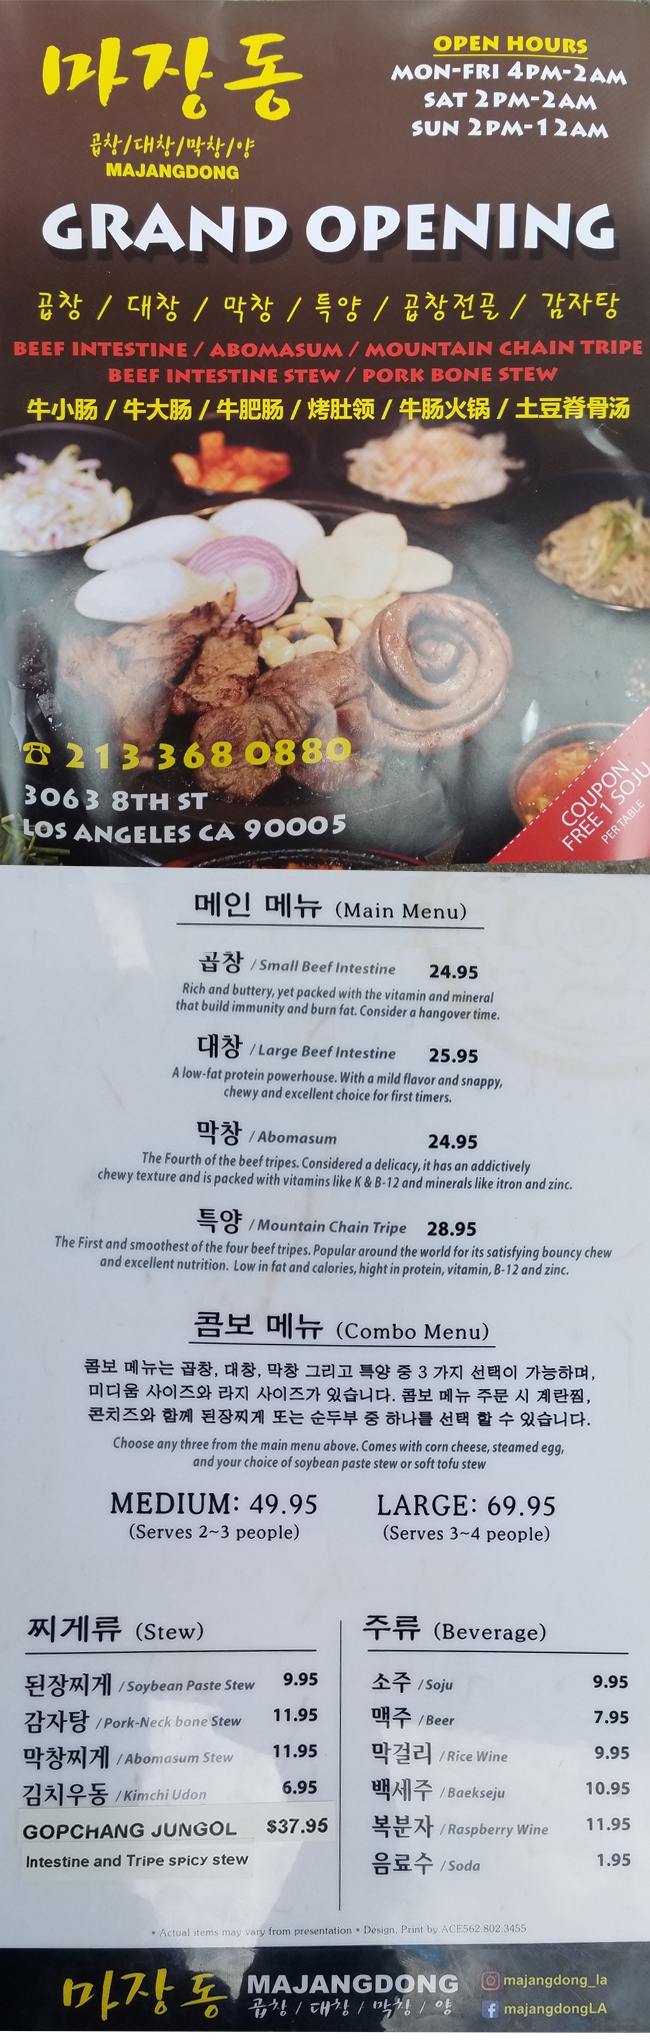 마장동
곱창/대창/막창/양
MAJANGDONG
OPEN HOURS
MON-FRI 4PM-2AM
SAT 2PM-2AM
SUN 2PM-12AM
GRAND OPENING
곱창 / 대창 / 막창 / 특양 / 곱창전골 / 감자탕
BEEF INTESTINE / ABOMASUM / MOUNTAIN CHAIN TRIPE
BEEF INTESTINE STEW / PORK BONE STEW
牛小肠 / 牛大肠 / 牛肥肠 / 烤肚领 / 牛肠火锅 / 土豆脊骨汤
☎ 213 368 0880
3063 8TH ST
LOS ANGELES CA 90005
COUPON
FREE 1 SOJU
PER TABLE
메인 메뉴 (Main Menu)
곱창 / Small Beef Intestine 24.95
Rich and buttery, yet packed with the vitamin and mineral
that build immunity and burn fat. Consider a hangover time.
대창 / Large Beef Intestine 25.95
A low-fat protein powerhouse. With a mild flavor and snappy,
chewy and excellent choice for first timers.
막창 / Abomasum 24.95
The Fourth of the beef tripes. Considered a delicacy, it has an addictively
chewy texture and is packed with vitamins like K & B-12 and minerals like itron and zinc.
특양 / Mountain Chain Tripe 28.95
The First and smoothest of the four beef tripes. Popular around the world for its satisfying bouncy chew
and excellent nutrition. Low in fat and calories, hight in protein, vitamin, B-12 and zinc.
콤보 메뉴 (Combo Menu)
콤보 메뉴는 곱창, 대창, 막창 그리고 특양 중 3 가지 선택이 가능하며,
미디움 사이즈와 라지 사이즈가 있습니다. 콤보 메뉴 주문 시 계란찜,
콘치즈와 함께 된장찌게 또는 순두부 중 하나를 선택 할 수 있습니다.
Choose any three from the main menu above. Comes with corn cheese, steamed egg,
and your choice of soybean paste stew or soft tofu stew
MEDIUM: 49.95
(Serves 2~3 people)
LARGE: 69.95
(Serves 3~4 people)
찌게류 (Stew)
된장찌게 / Soybean Paste Stew 9.95
감자탕 / Pork-Neck bone Stew 11.95
막창찌게 / Abomasum Stew 11.95
김치우동 / Kimchi Udon 6.95
GOPCHANG JUNGOL $37.95
Intestine and Tripe SPICY stew
주류 (Beverage)
소주 / Soju 9.95
맥주 / Beer 7.95
막걸리 / Rice Wine 9.95
백세주 / Baekseju 10.95
복분자 / Raspberry Wine 11.95
음료수 / Soda 1.95
* Actual items may vary from presentation * Design. Print by ACE562.802.3455
마장동 MAJANGDONG
곱창 / 대창 / 막창 / 양
majangdong_la
majangdongLA